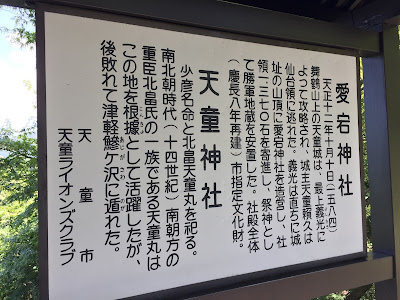 愛宕神社
天正十二年十月十日(一五八四)
舞鶴山上の天童城は、最上義光に
よって攻略され、城主天童頼久は
仙台領に逃れた。義光は直ちに城
址の山頂に愛宕神社を造営し、社
領一三七〇石を寄進し、祭神とし
て勝軍地蔵を安置した。社殿全体
(慶長八年再建)市指定文化財。
天童神社
少彦名命と北畠天童丸を祀る。
南北朝時代(十四世紀)南朝方の
重臣北畠氏の一族である天童丸は
この地を根據として活躍したが、
後敗れて津軽鰺ケ沢に遁れた。
天童市
天童ライオンズクラブ